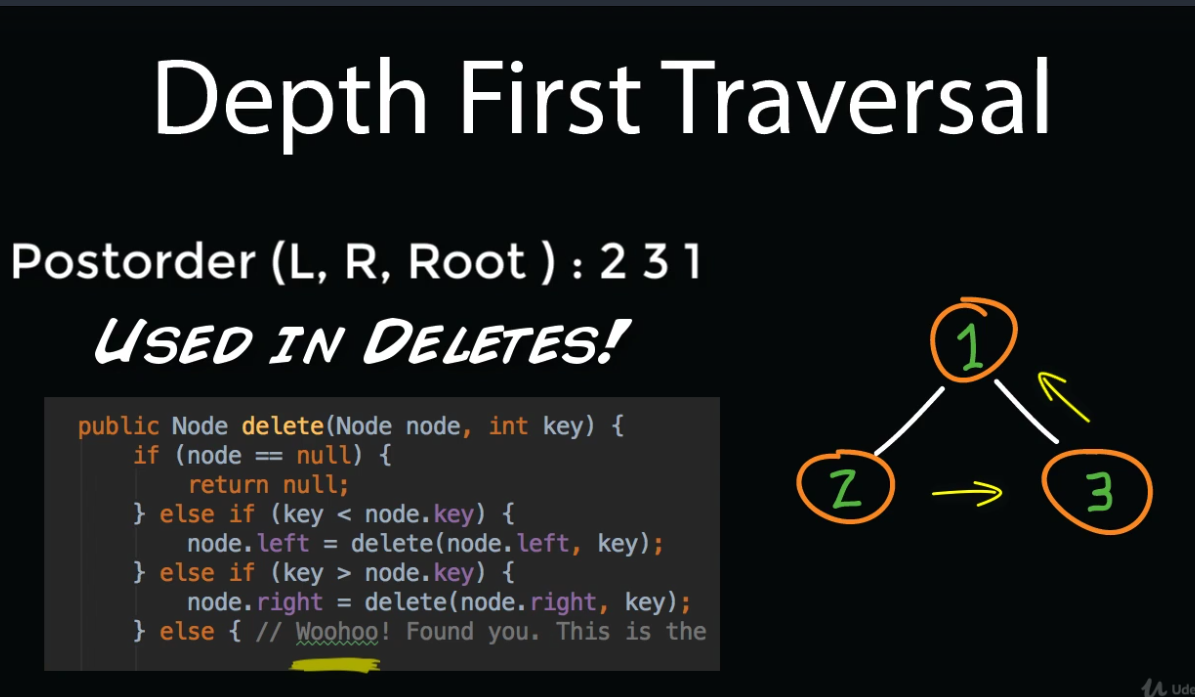 Depth First Traversal
Postorder (L, R, Root ) : 2 3 1
USED IN DELETES!
public Node delete(Node node, int key) {
if (node == null) {
return null;
} else if (key < node.key) {
node.left = delete(node.left, key);
} else if (key > node.key) {
node.right = delete(node.right, key);
} else { // Woohoo! Found you. This is the
1
2
3